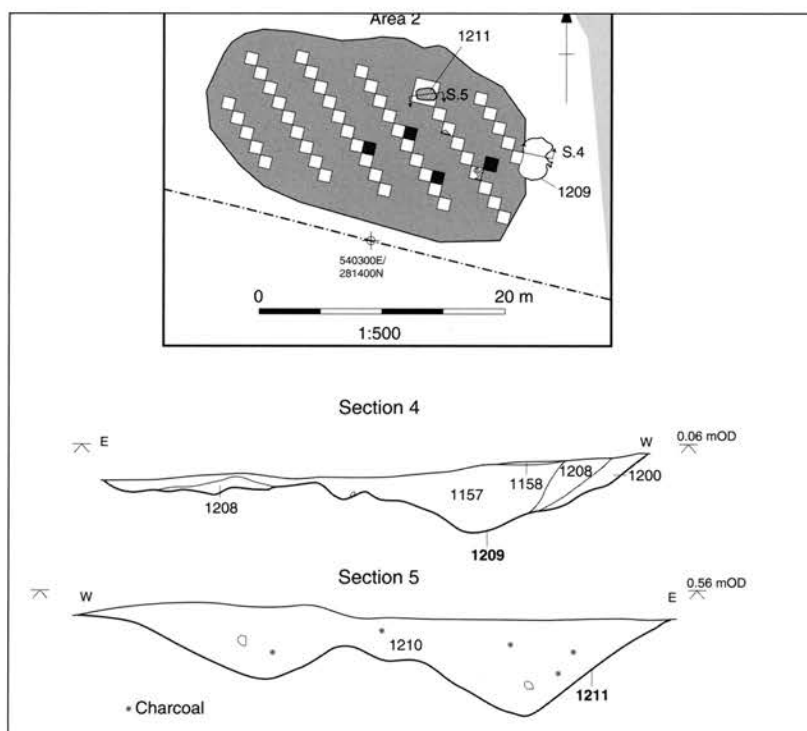 Area 2
1211
S.5
S.4
1209
540300E/
281400N
0 20 m
1:500
Section 4
E W 0.06 mOD
1208 1157 1158 1208 1200
1209
Section 5
W E 0.56 mOD
1210
1211
* Charcoal